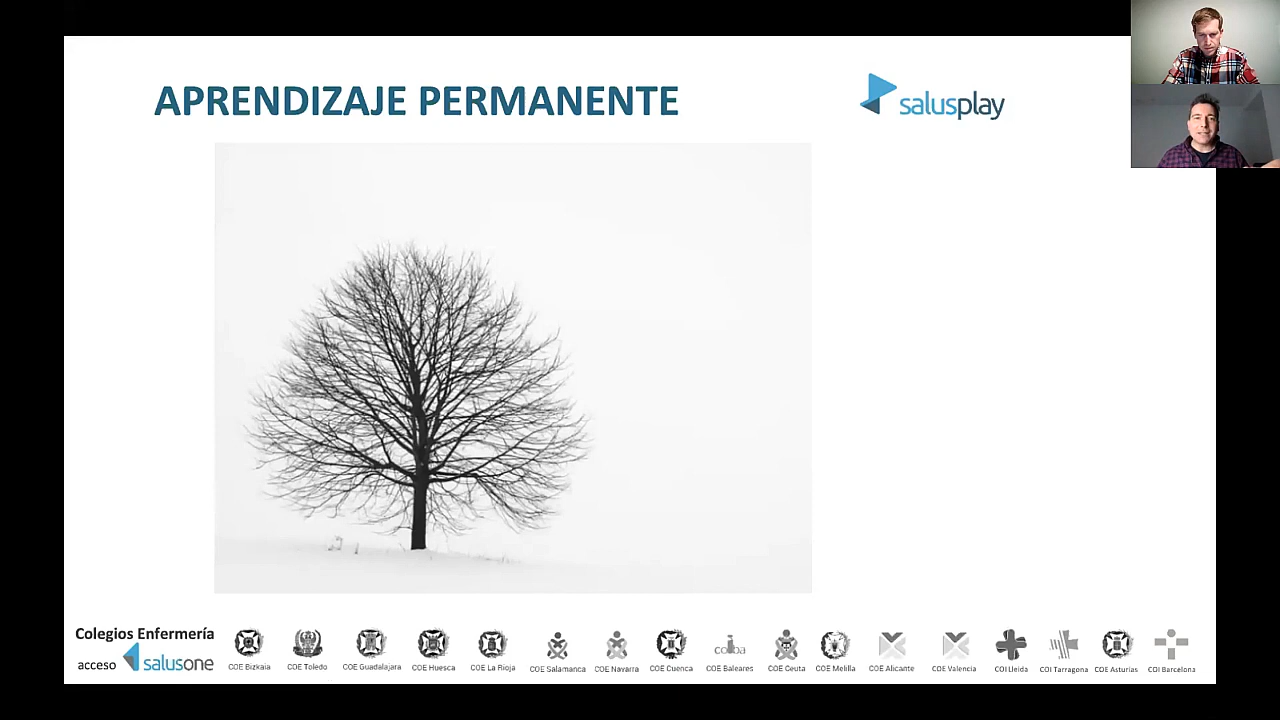 APRENDIZAJE PERMANENTE
salusplay
Colegios Enfermería
acceso salusone
COE Bizkaia COE Toledo COE Guadalajara COE Huesca COE La Rioja COE Salamanca COE Navarra COE Cuenca COE Baleares COE Ceuta COE Melilla COE Alicante COE Valencia COI Lleida COI Tarragona COE Asturias COI Barcelona